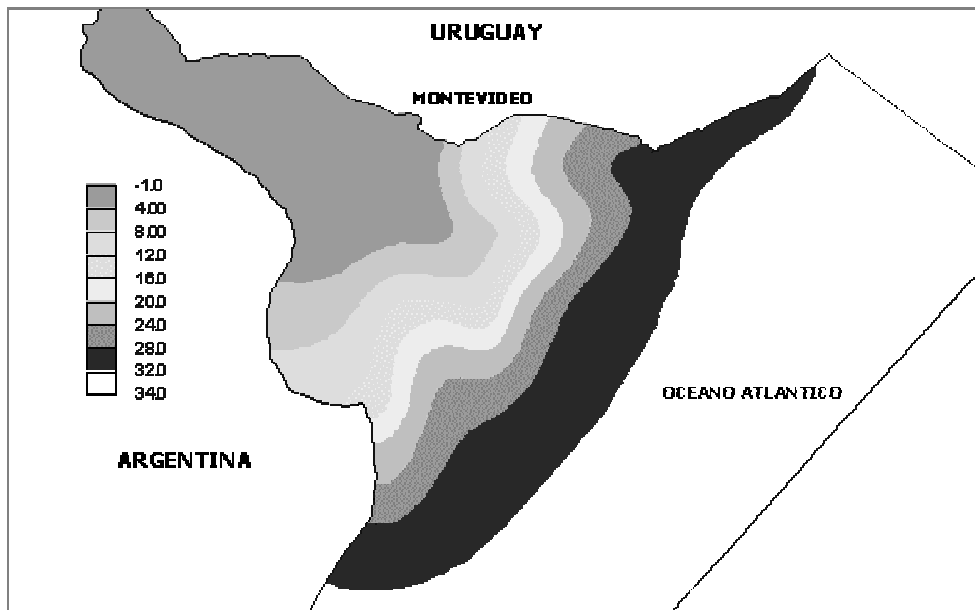 URUGUAY
MONTEVIDEO
-1.0
4.00
8.00
12.0
16.0
20.0
24.0
28.0
32.0
34.0
OCEANO ATLANTICO
ARGENTINA